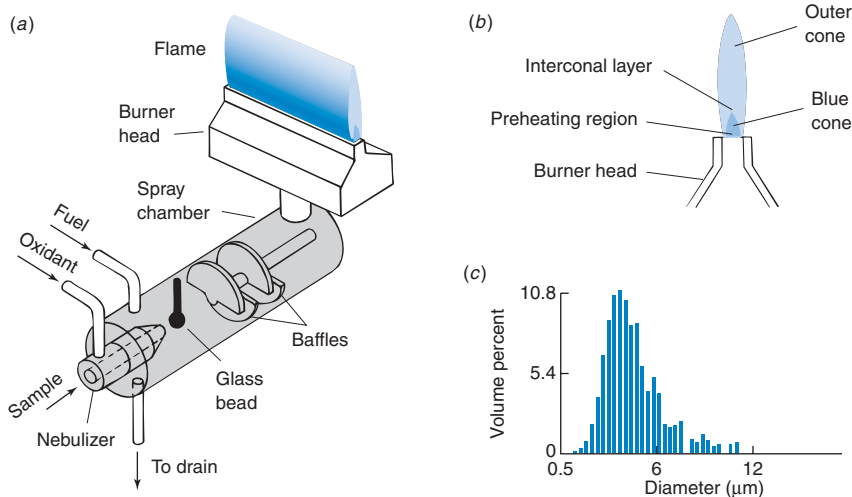 (a)
Flame
Burner
head
Spray
chamber
Fuel
Oxidant
Sample
Nebulizer
To drain
Glass
bead
Baffles
(b)
Outer
cone
Interconal layer
Preheating region
Blue
cone
Burner head
(c)
Volume percent
10.8
5.4
0
0.5
6
12
Diameter (μm)